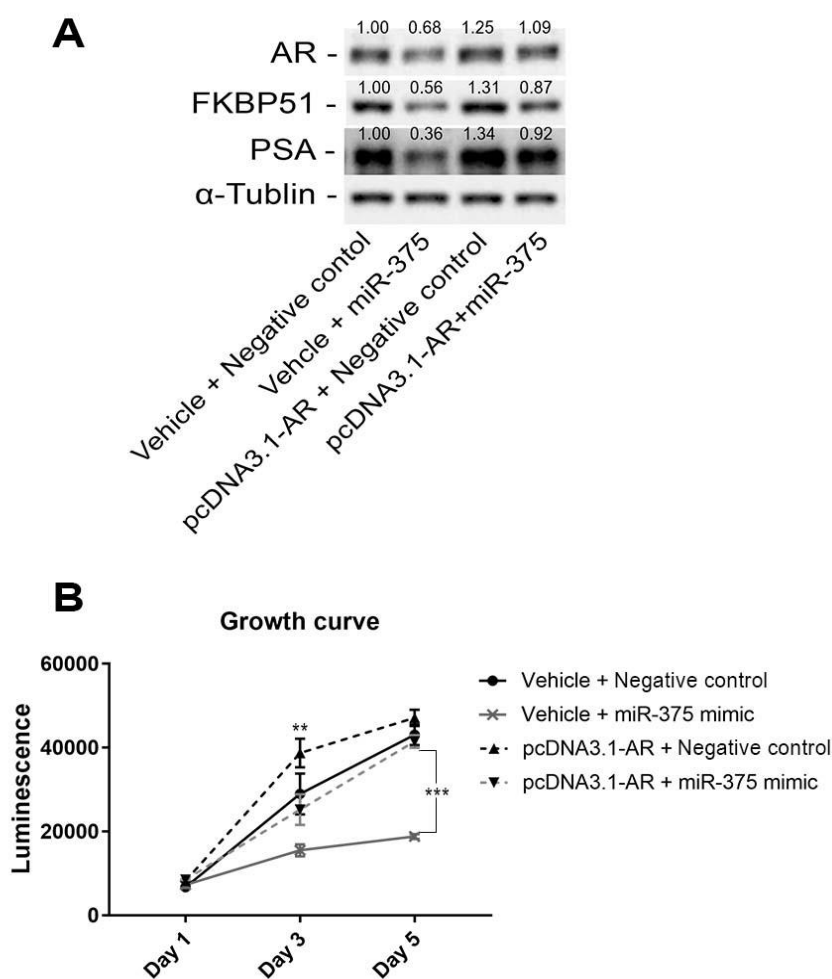 A
1.00 0.68 1.25 1.09
AR -
1.00 0.56 1.31 0.87
FKBP51 -
1.00 0.36 1.34 0.92
PSA -
α-Tublin -
Vehicle + Negative contol
Vehcle + miR-375
pcDNA3.1-AR + Negative control
pcDNA3.1-AR+miR-375
B
Growth curve
Luminescence
60000
40000
20000
0
**
***
Day 1
Day 3
Day 5
Vehicle + Negative control
Vehicle + miR-375 mimic
pcDNA3.1-AR + Negative control
pcDNA3.1-AR + miR-375 mimic